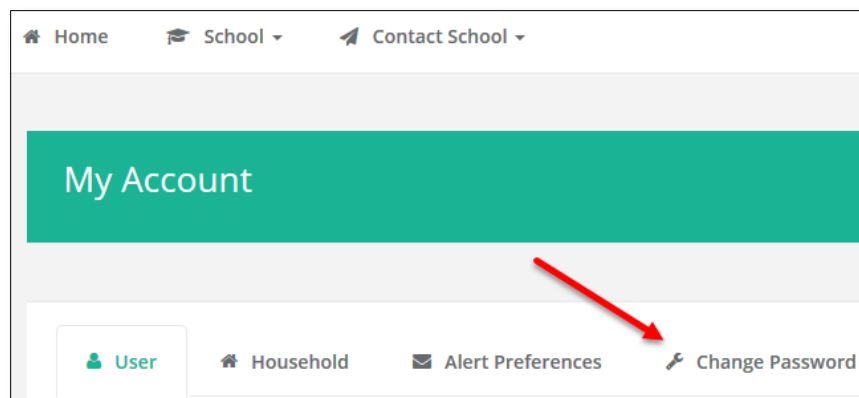 Home School Contact School
My Account
User Household Alert Preferences Change Password